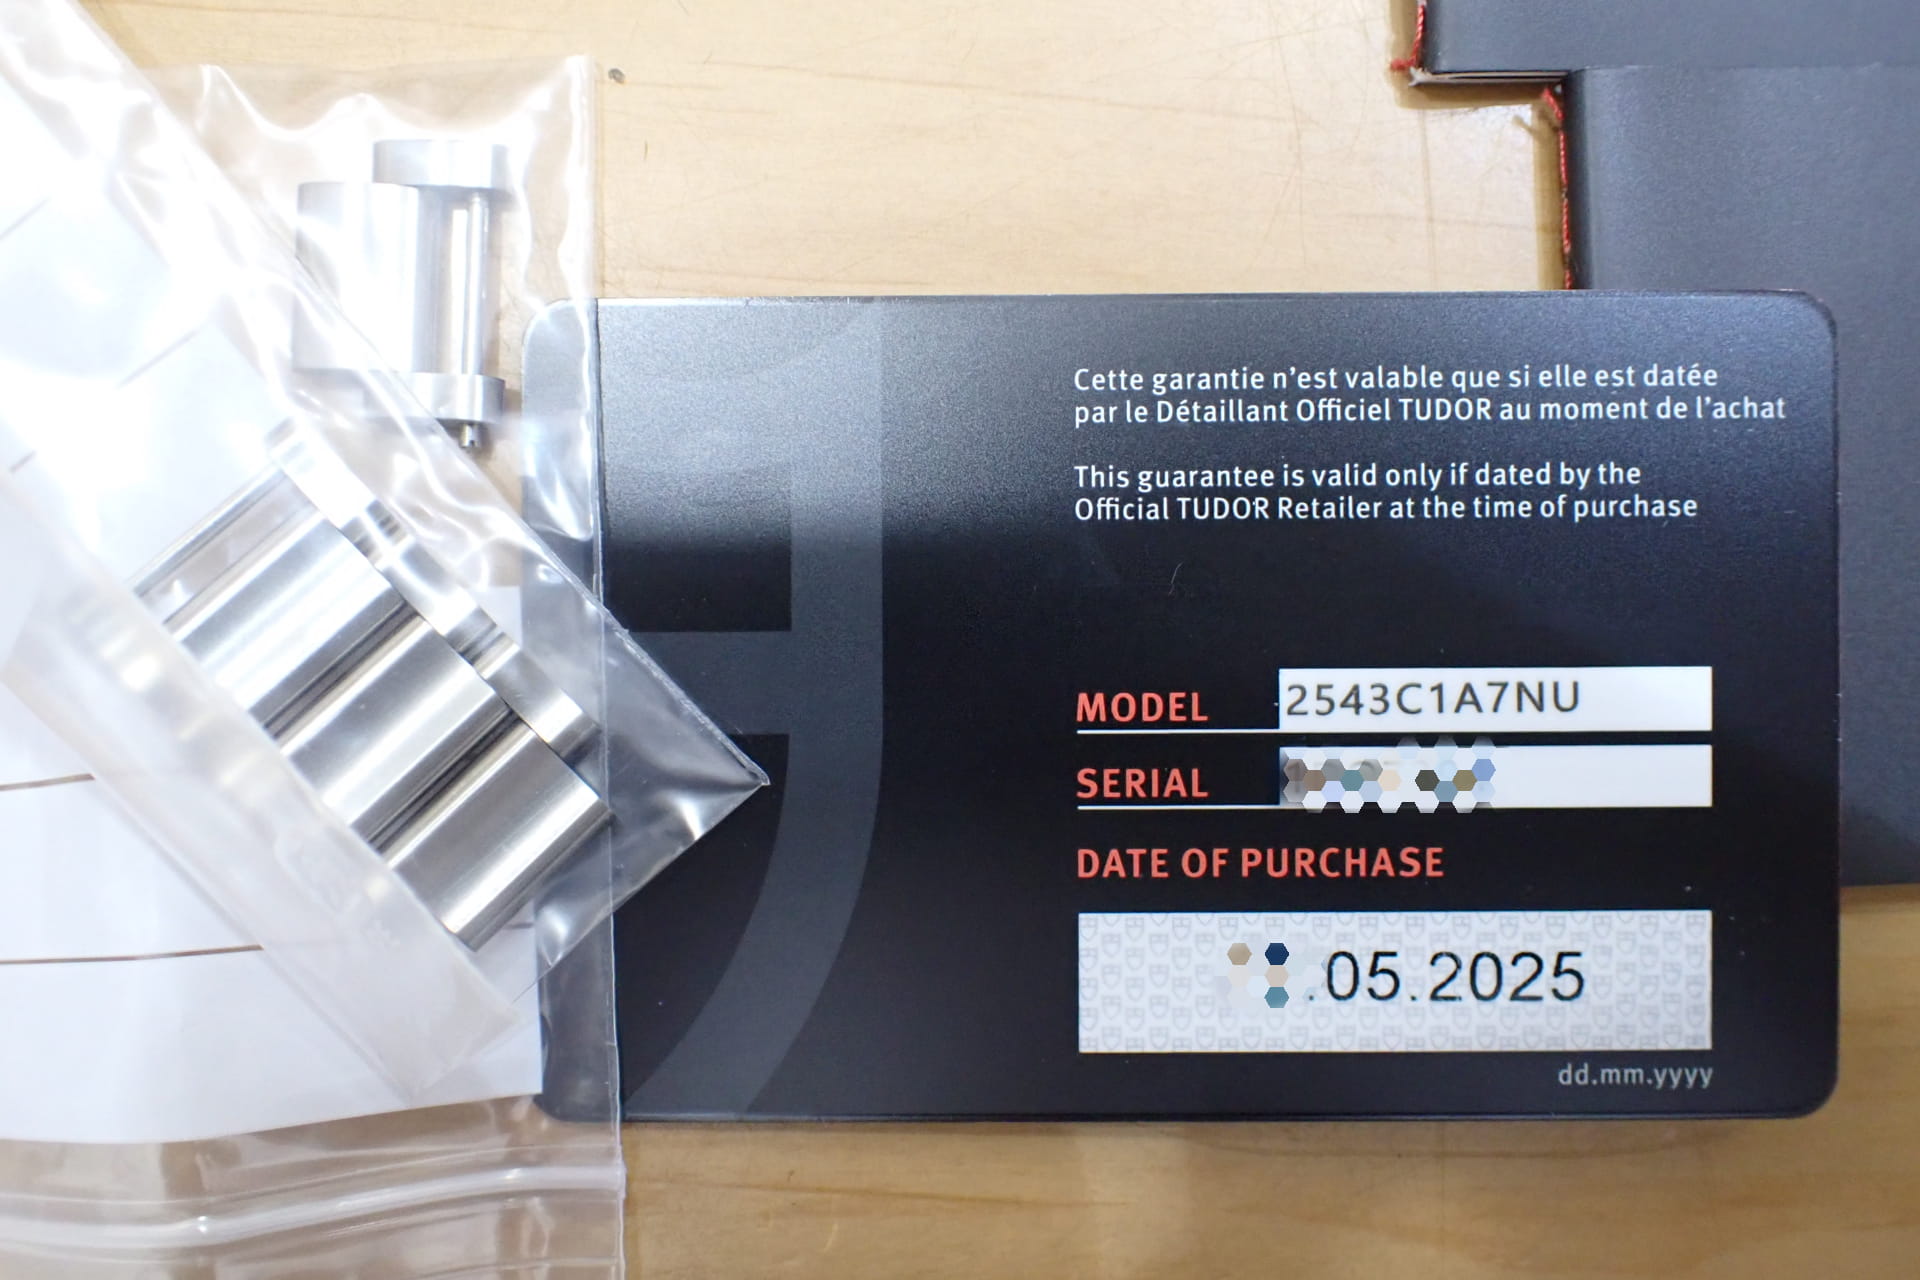 Cette garantie n'est valable que si elle est datée
par le Détaillant Officiel TUDOR au moment de l'achat
This guarantee is valid only if dated by the
Official TUDOR Retailer at the time of purchase
MODEL 2543C1A7NU
SERIAL
DATE OF PURCHASE
.05.2025
dd.mm.yyyy